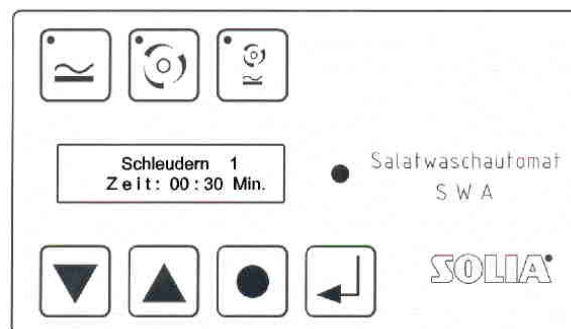 Schleudern 1
Zeit: 00:30 Min.
Salatwaschautomat
SWA
SOLIA